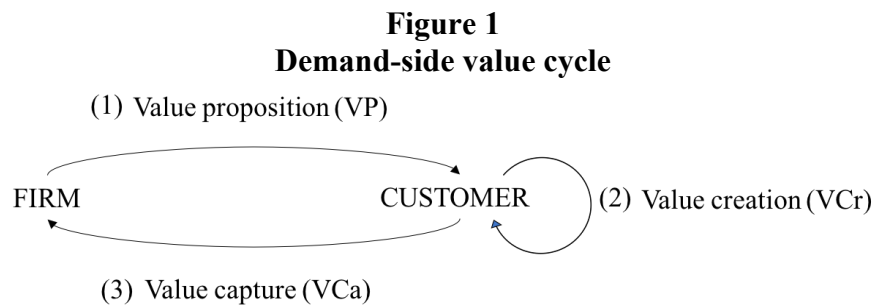 Figure 1
Demand-side value cycle
(1) Value proposition (VP)
FIRM
CUSTOMER
(2) Value creation (VCr)
(3) Value capture (VCa)